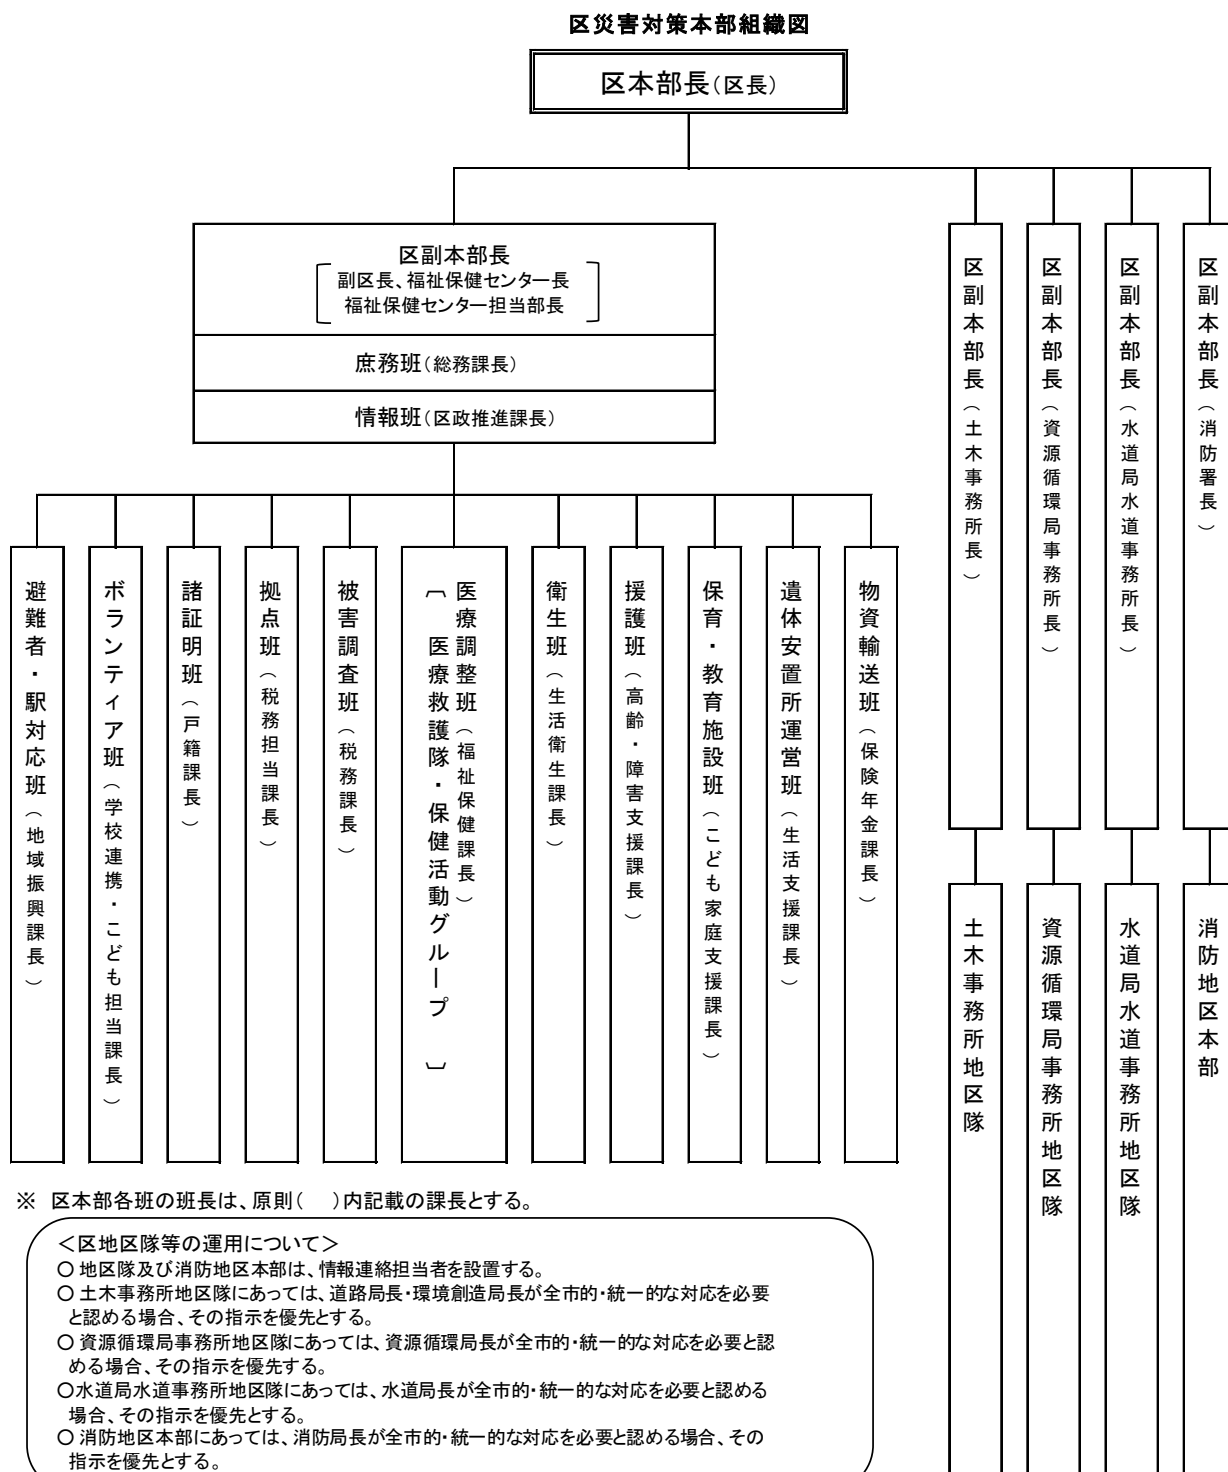 区災害対策本部組織図
区本部長(区長)
区副本部長
副区長、福祉保健センター長
福祉保健センター担当部長
庶務班(総務課長)
情報班(区政推進課長)
区副本部長(土木事務所長)
区副本部長(資源循環局事務所長)
区副本部長(水道局水道事務所長)
区副本部長(消防署長)
避難者・駅対応班(地域振興課長)
ボランティア班(学校連携・こども担当課長)
諸証明班(戸籍課長)
拠点班(税務担当課長)
被害調査班(税務課長)
医療調整班(福祉保健課長)
〔 医療救護隊・保健活動グループ 〕
衛生班(生活衛生課長)
援護班(高齢・障害支援課長)
保育・教育施設班(こども家庭支援課長)
遺体安置所運営班(生活支援課長)
物資輸送班(保険年金課長)
土木事務所地区隊
資源循環局事務所地区隊
水道局水道事務所地区隊
消防地区本部
※ 区本部各班の班長は、原則( )内記載の課長とする。
<区地区隊等の運用について>
○ 地区隊及び消防地区本部は、情報連絡担当者を設置する。
○ 土木事務所地区隊にあっては、道路局長・環境創造局長が全市的・統一的な対応を必要
と認める場合、その指示を優先とする。
○ 資源循環局事務所地区隊にあっては、資源循環局長が全市的・統一的な対応を必要と認
める場合、その指示を優先する。
○水道局水道事務所地区隊にあっては、水道局長が全市的・統一的な対応を必要と認める
場合、その指示を優先とする。
○ 消防地区本部にあっては、消防局長が全市的・統一的な対応を必要と認める場合、その
指示を優先とする。